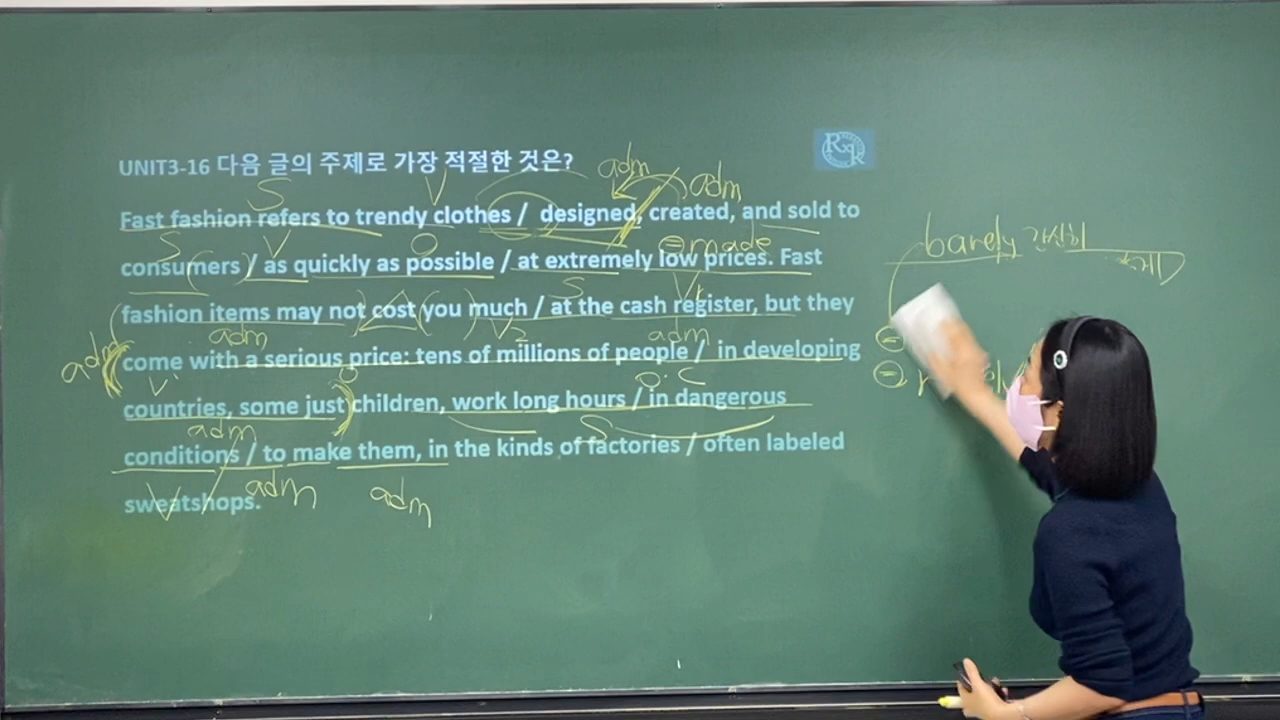 UNIT3-16 다음 글의 주제로 가장 적절한 것은?
adm
adm
S V
Fast fashion refers to trendy clothes / designed, created, and sold to
S V O = made
consumers / as quickly as possible / at extremely low prices. Fast
S V1
fashion items may not cost you much / at the cash register, but they
adm V2 adm
come with a serious price: tens of millions of people / in developing
adm V O O.C
countries, some just children, work long hours / in dangerous
adm S
conditions / to make them, in the kinds of factories / often labeled
V adm adm
sweatshops.
barely 간신히